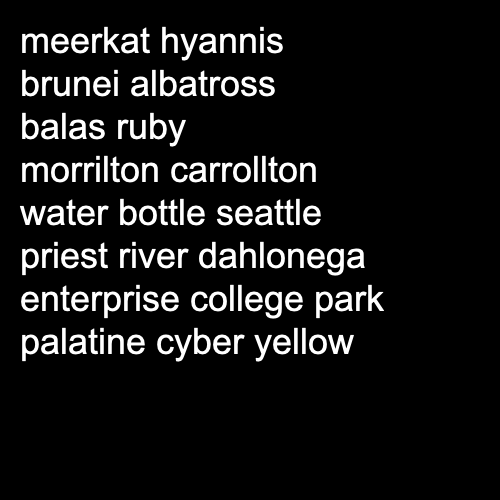 meerkat hyannis
brunei albatross
balas ruby
morrilton carrollton
water bottle seattle
priest river dahlonega
enterprise college park
palatine cyber yellow